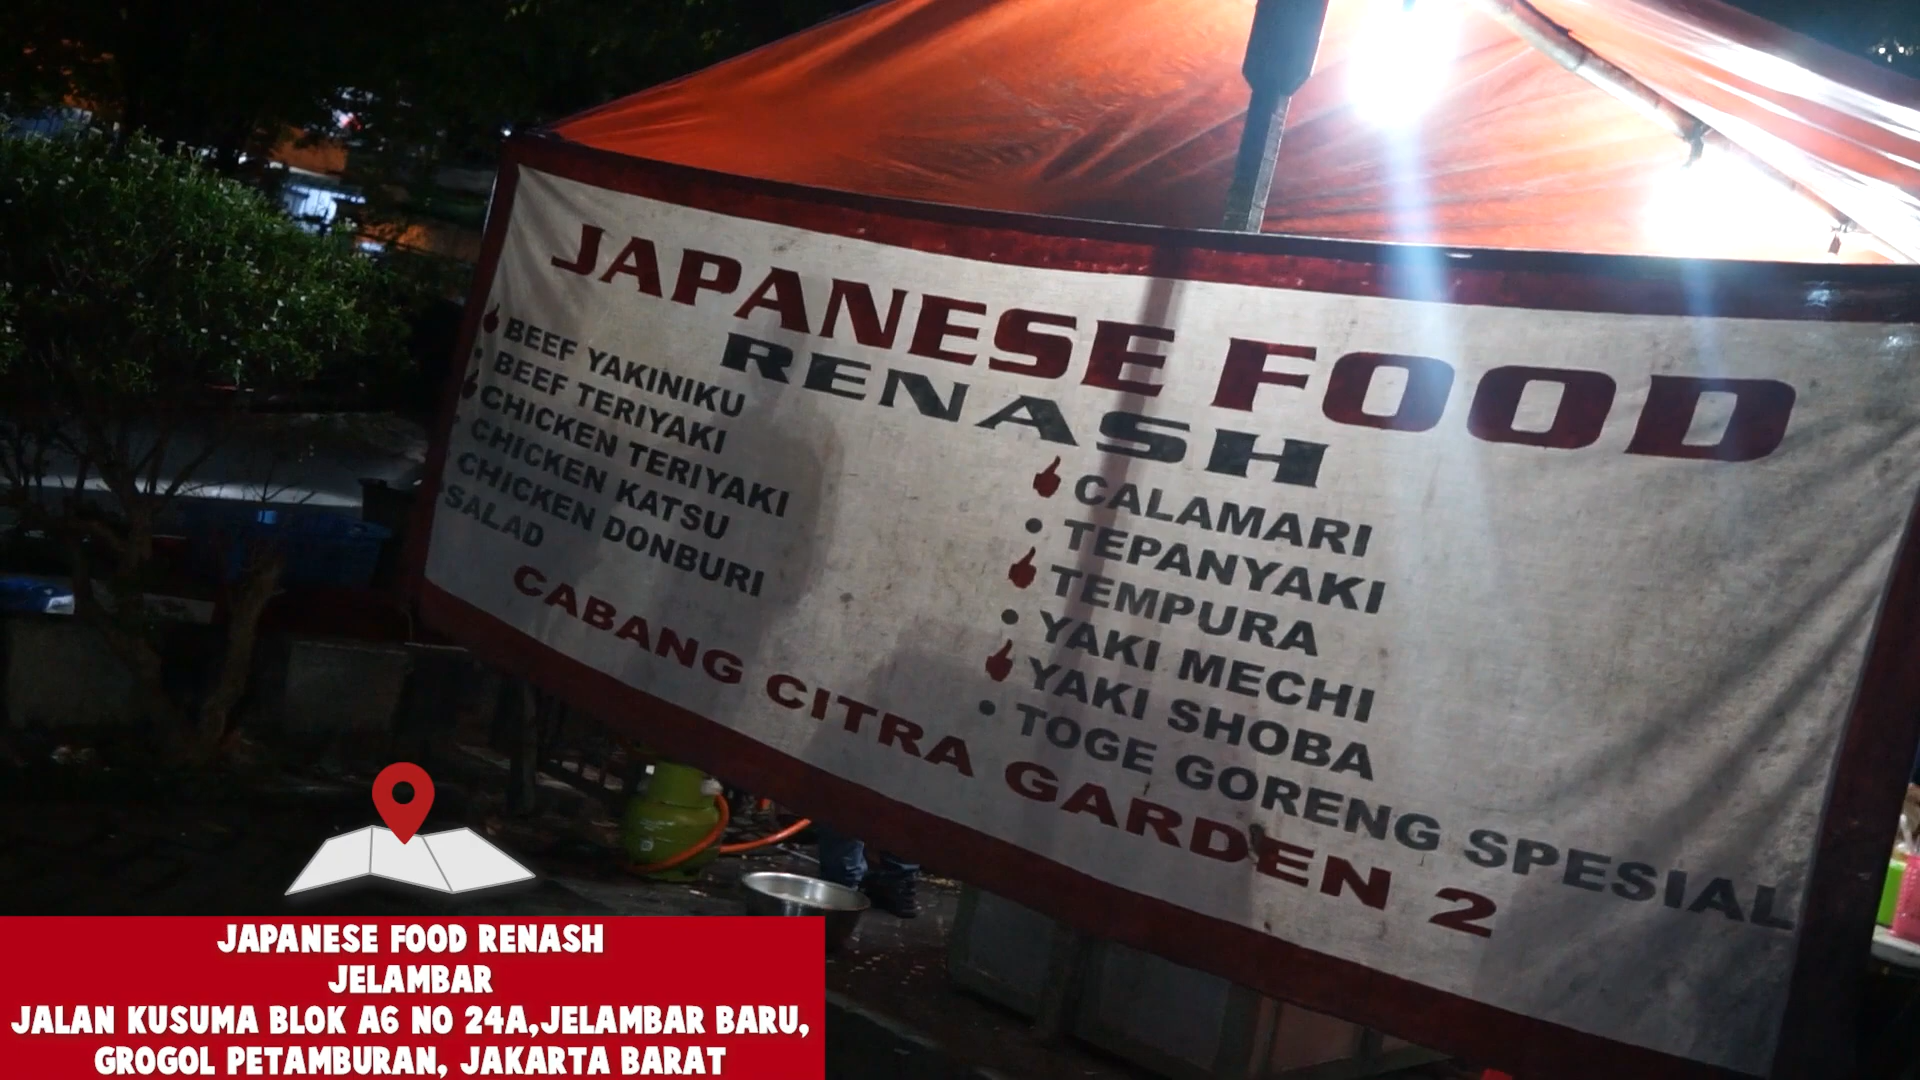 JAPANESE FOOD
RENASH
BEEF YAKINIKU
BEEF TERIYAKI
CHICKEN TERIYAKI
CHICKEN KATSU
CHICKEN DONBURI
SALAD
CALAMARI
TEPANYAKI
TEMPURA
YAKI MECHI
YAKI SHOBA
TOGE GORENG SPESIAL
CABANG CITRA GARDEN 2
JAPANESE FOOD RENASH
JELAMBAR
JALAN KUSUMA BLOK A6 NO 24A,JELAMBAR BARU,
GROGOL PETAMBURAN, JAKARTA BARAT